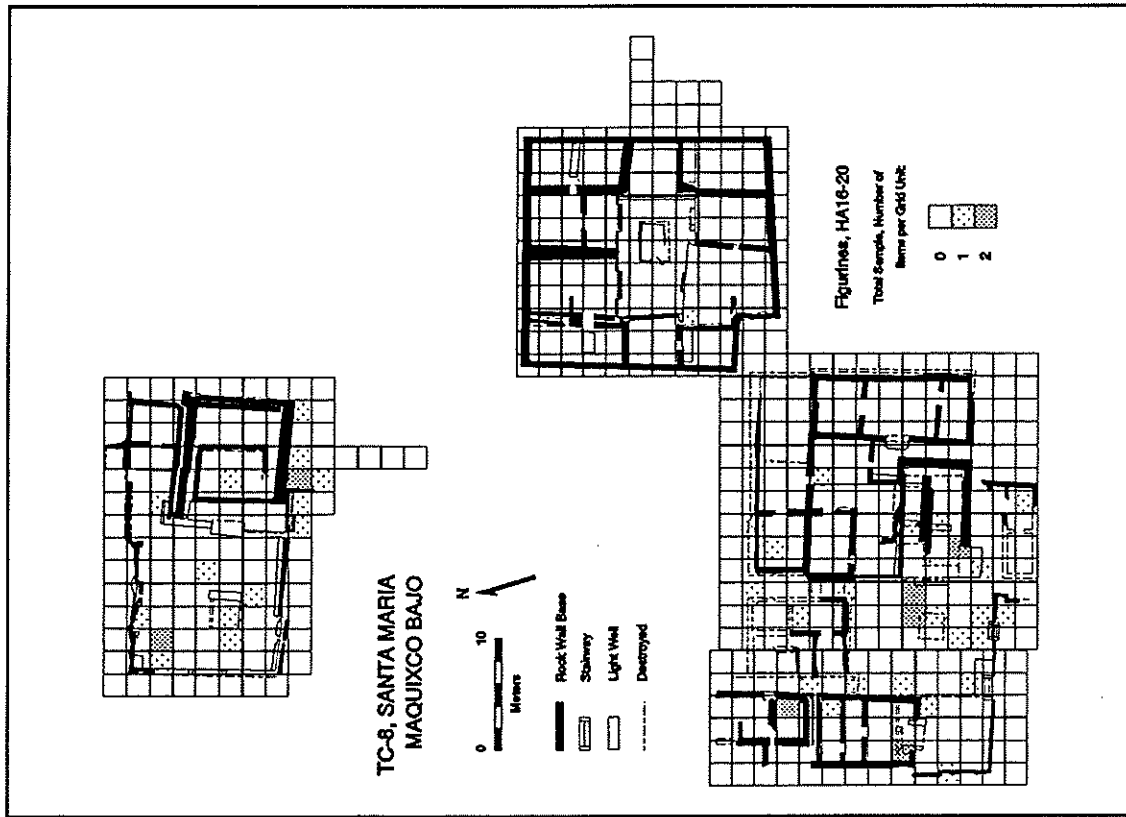 TC-8, SANTA MARIA
MAQUIXCO BAJO
N
0 10
Meters
Rock Wall Base
Stairway
Light Well
Destroyed
Figurines, HA16-20
Total Sample, Number of
Items per Grid Unit:
0
1
2